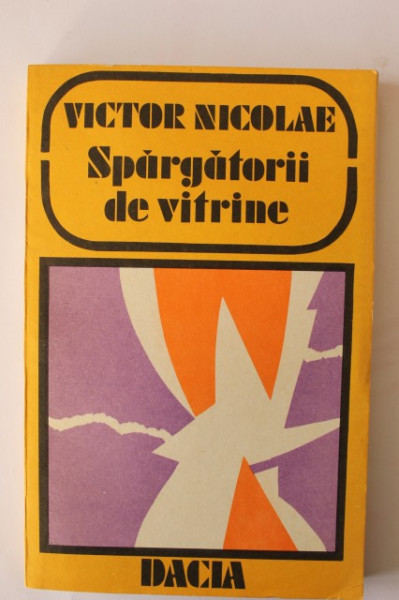 VICTOR NICOLAE
Spărgătorii
de vitrine
DACIA